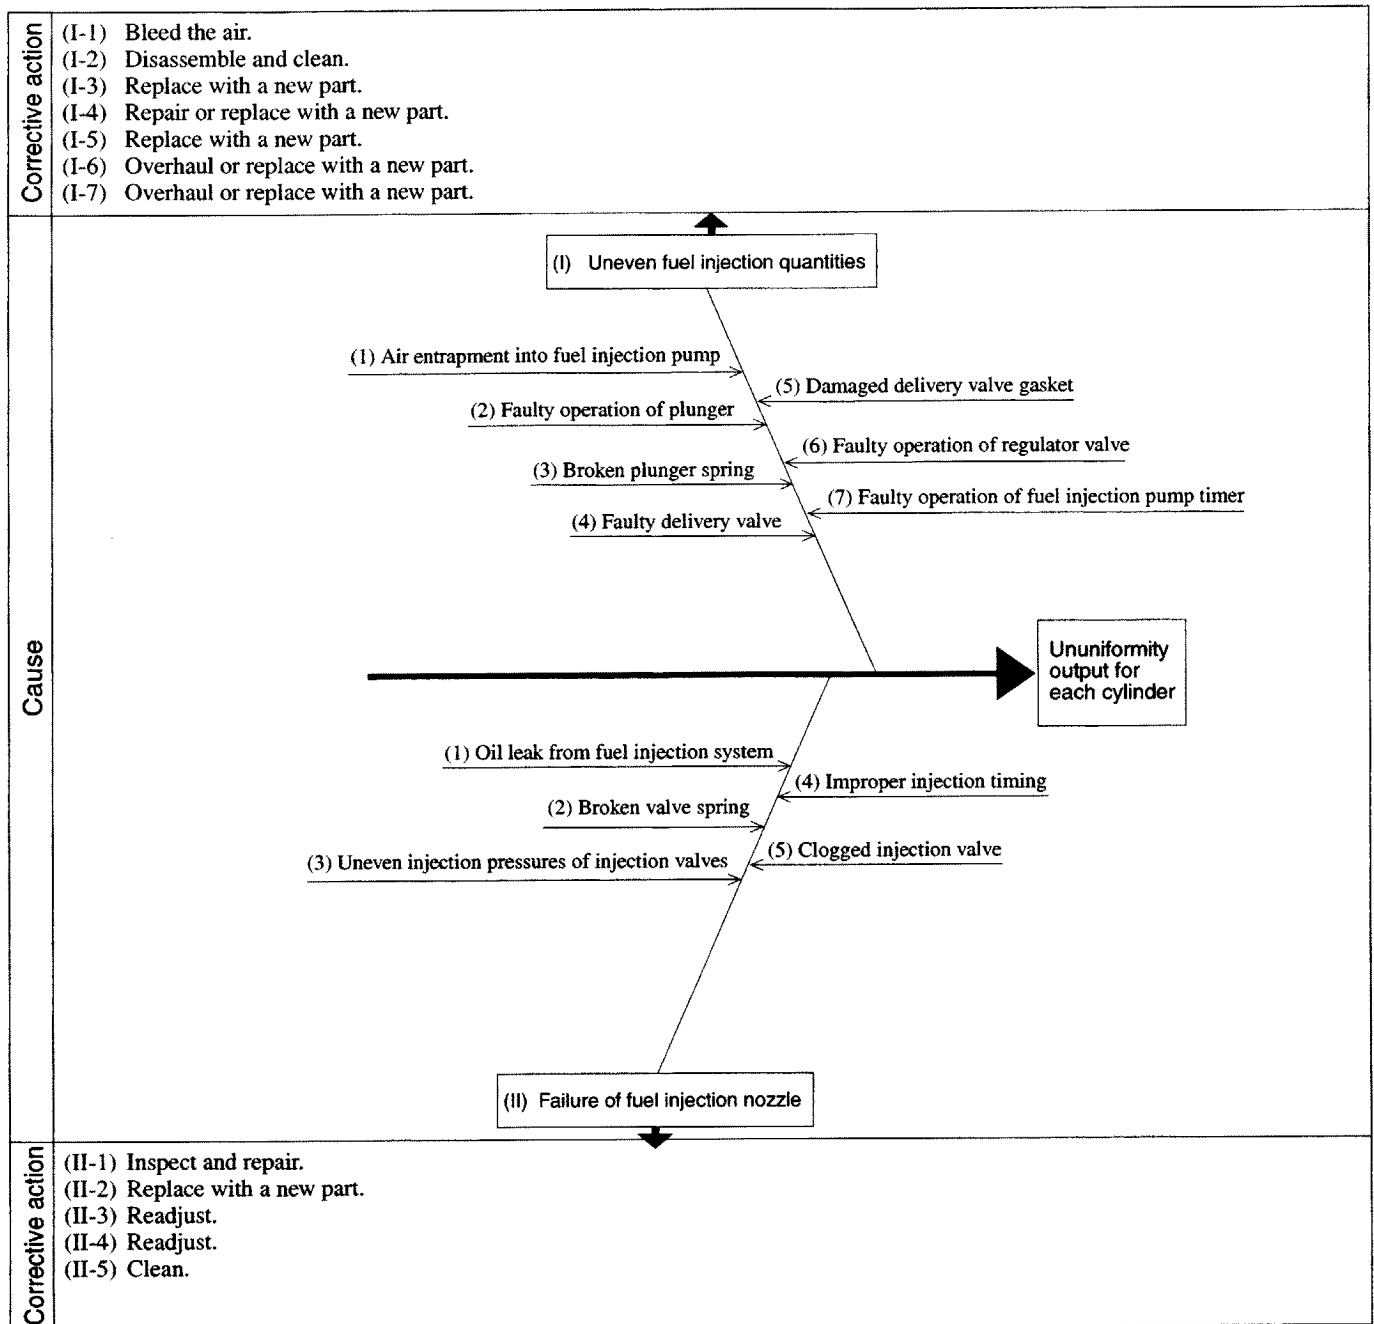 Corrective action
(I-1) Bleed the air.
(I-2) Disassemble and clean.
(I-3) Replace with a new part.
(I-4) Repair or replace with a new part.
(I-5) Replace with a new part.
(I-6) Overhaul or replace with a new part.
(I-7) Overhaul or replace with a new part.
Cause
(I) Uneven fuel injection quantities
(1) Air entrapment into fuel injection pump
(5) Damaged delivery valve gasket
(2) Faulty operation of plunger
(6) Faulty operation of regulator valve
(3) Broken plunger spring
(7) Faulty operation of fuel injection pump timer
(4) Faulty delivery valve
Ununiformity
output for
each cylinder
(1) Oil leak from fuel injection system
(4) Improper injection timing
(2) Broken valve spring
(5) Clogged injection valve
(3) Uneven injection pressures of injection valves
(II) Failure of fuel injection nozzle
Corrective action
(II-1) Inspect and repair.
(II-2) Replace with a new part.
(II-3) Readjust.
(II-4) Readjust.
(II-5) Clean.